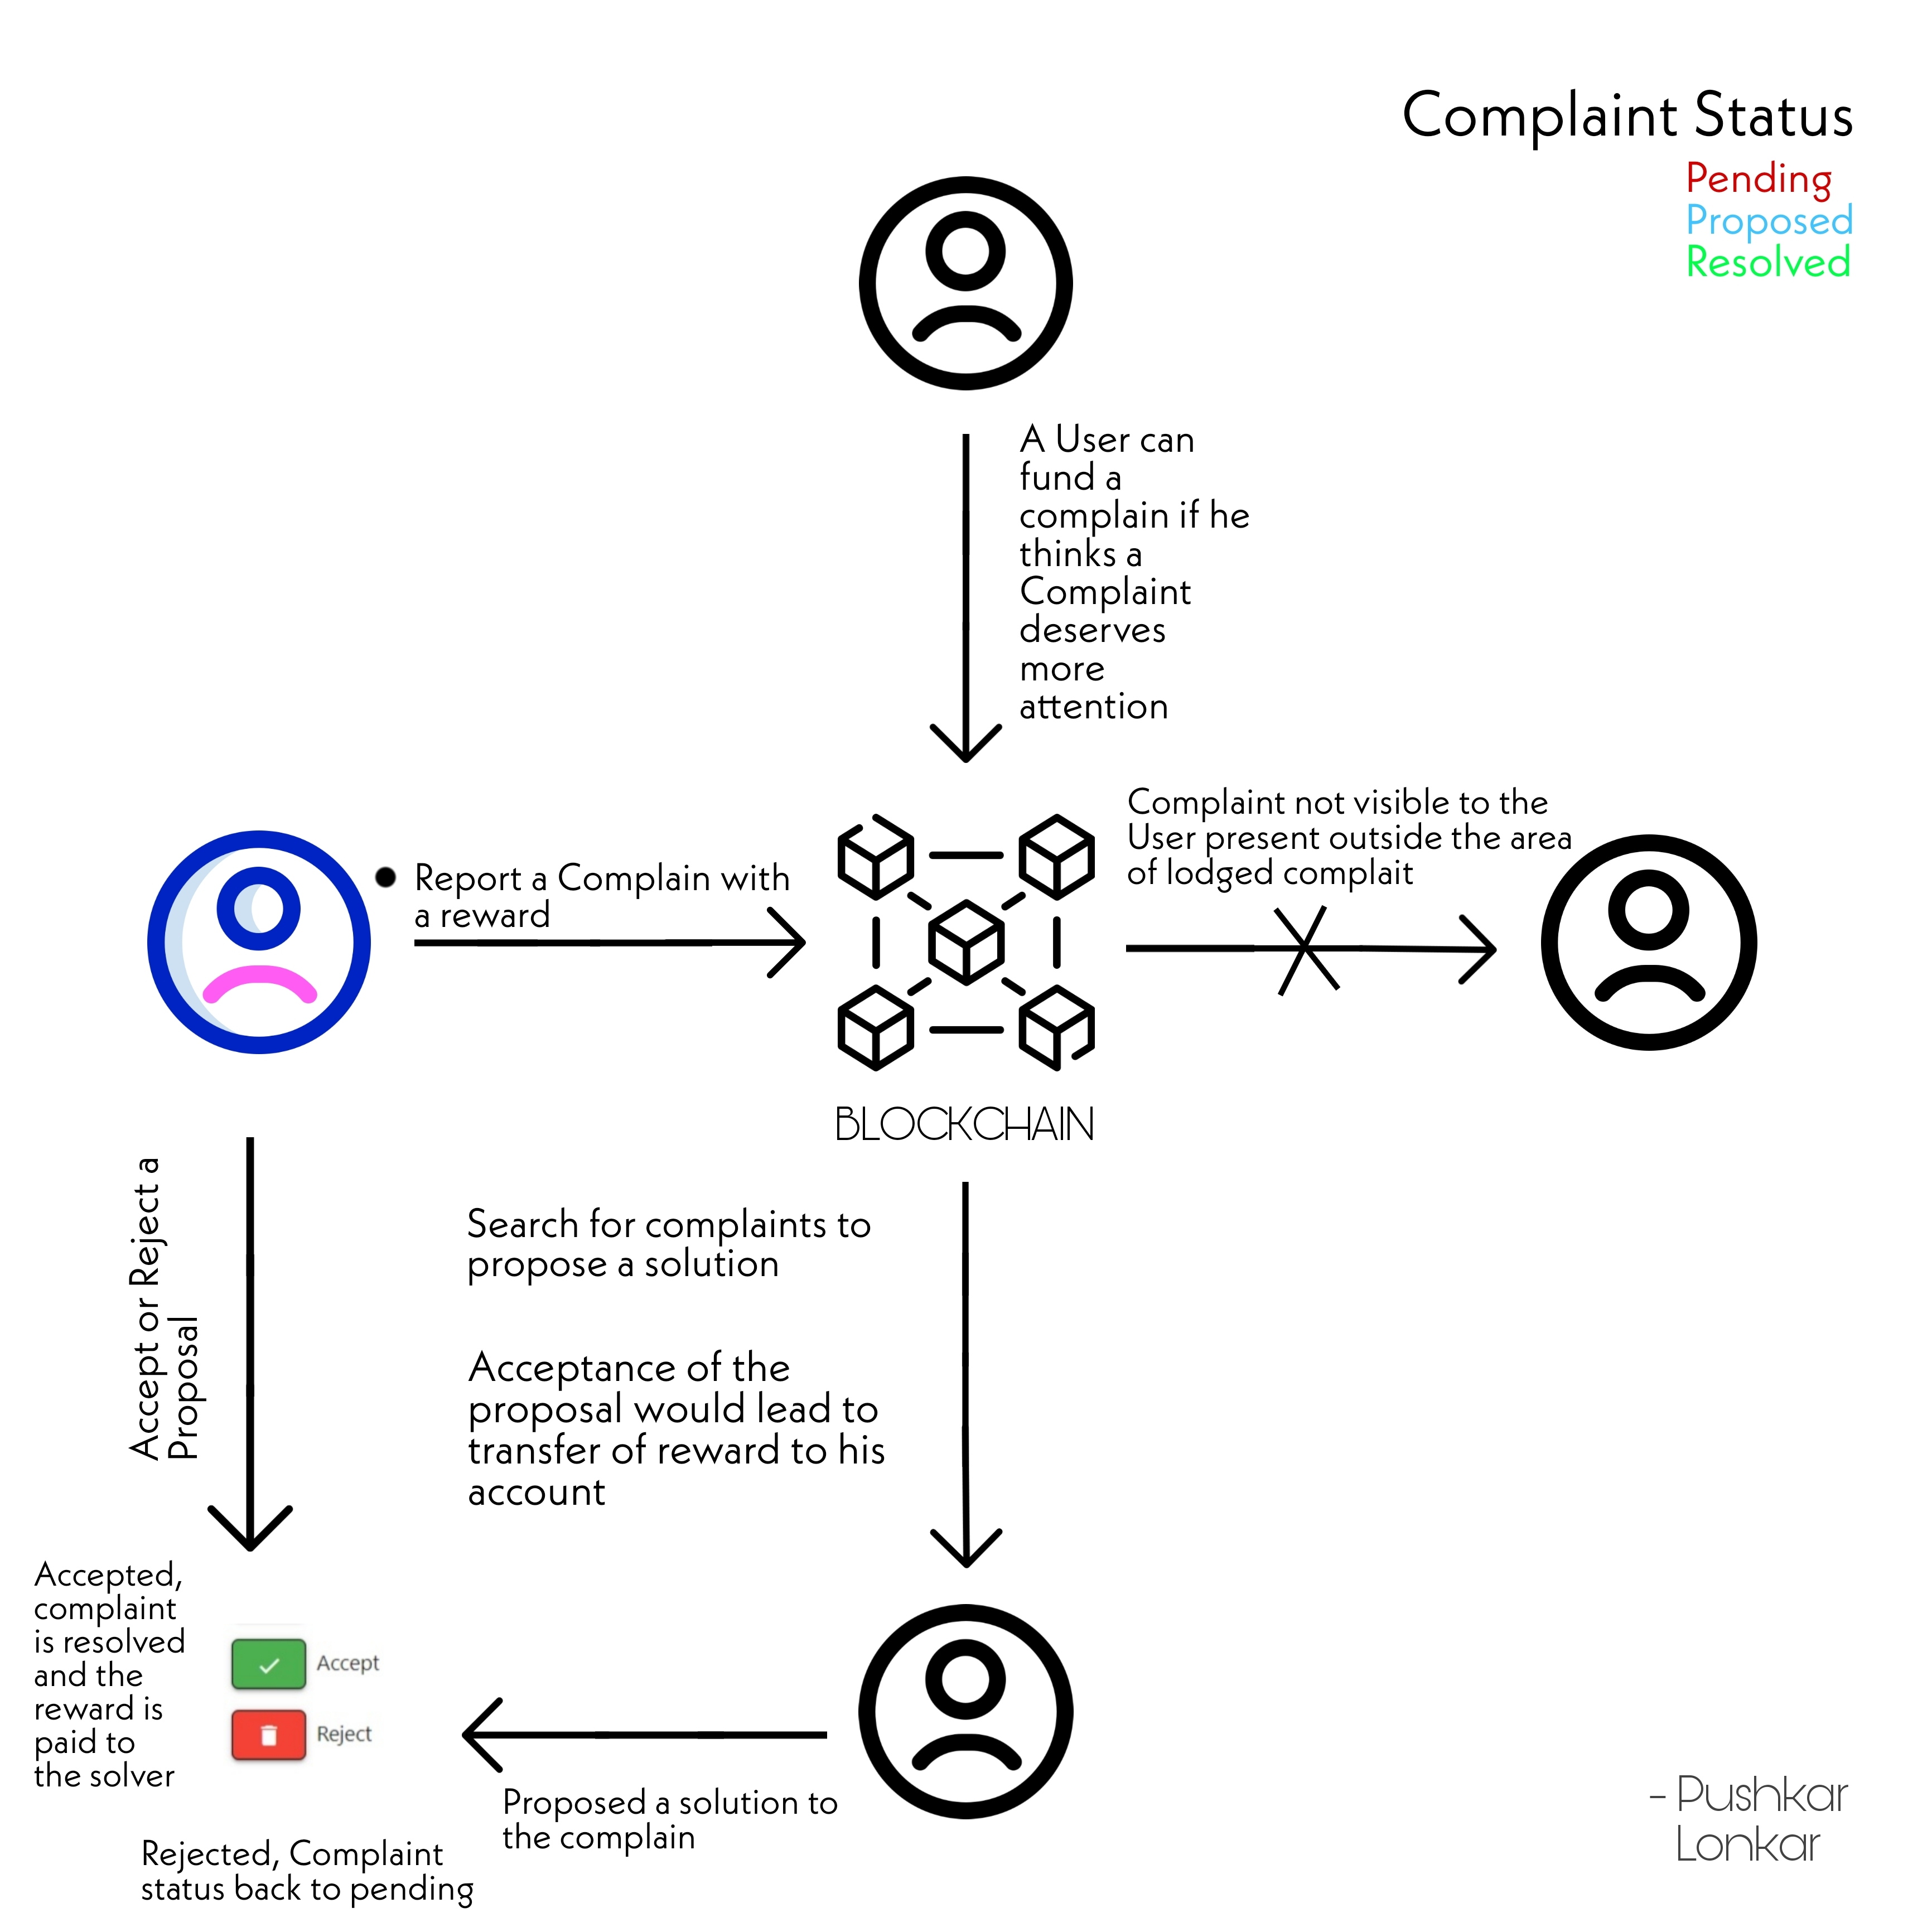 Complaint Status
Pending
Proposed
Resolved
A User can
fund a
complain if he
thinks a
Complaint
deserves
more
attention
Complaint not visible to the
User present outside the area
of lodged complait
Report a Complain with
a reward
BLOCKCHAIN
Accept or Reject a
Proposal
Search for complaints to
propose a solution
Acceptance of the
proposal would lead to
transfer of reward to his
account
Accepted,
complaint
is resolved
and the
reward is
paid to
the solver
Accept
Reject
Proposed a solution to
the complain
Rejected, Complaint
status back to pending
- Pushkar
Lonkar